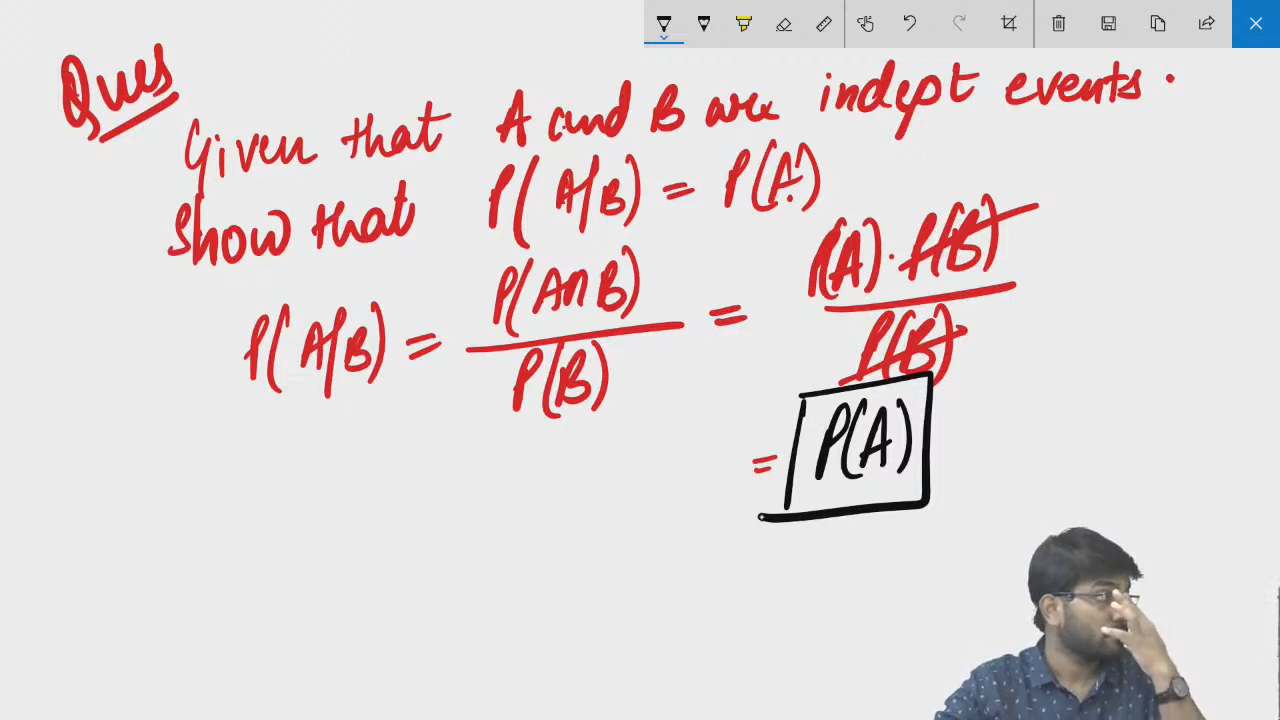 Ques
Given that A and B are indept events.
Show that P(A/B) = P(A)
P(A/B) = P(A∩B) / P(B) = P(A) · P(B) / P(B)
= P(A)